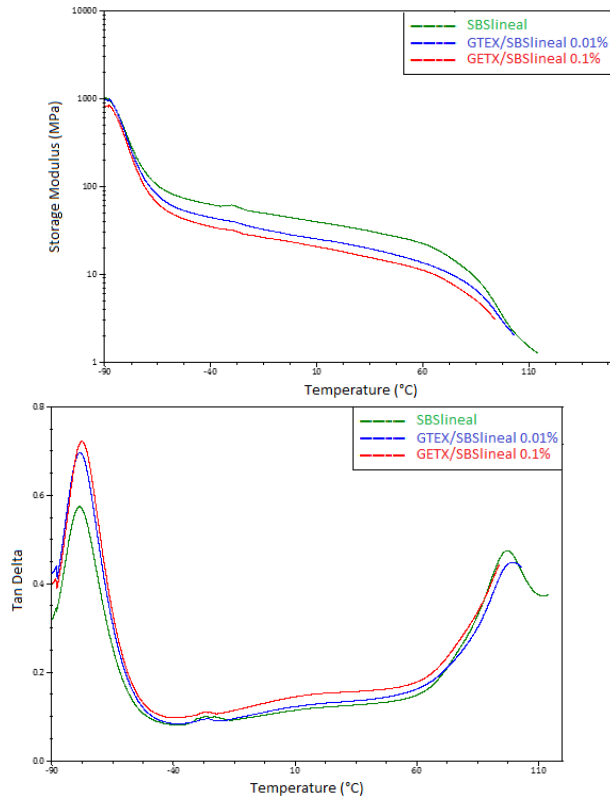 10000
SBSlineal
GTEX/SBSlineal 0.01%
GETX/SBSlineal 0.1%
1000
Storage Modulus (MPa)
100
10
1
-90
-40
10
60
110
Temperature (°C)
0.8
SBSlineal
GTEX/SBSlineal 0.01%
GETX/SBSlineal 0.1%
0.6
Tan Delta
0.4
0.2
0.0
-90
-40
10
60
110
Temperature (°C)